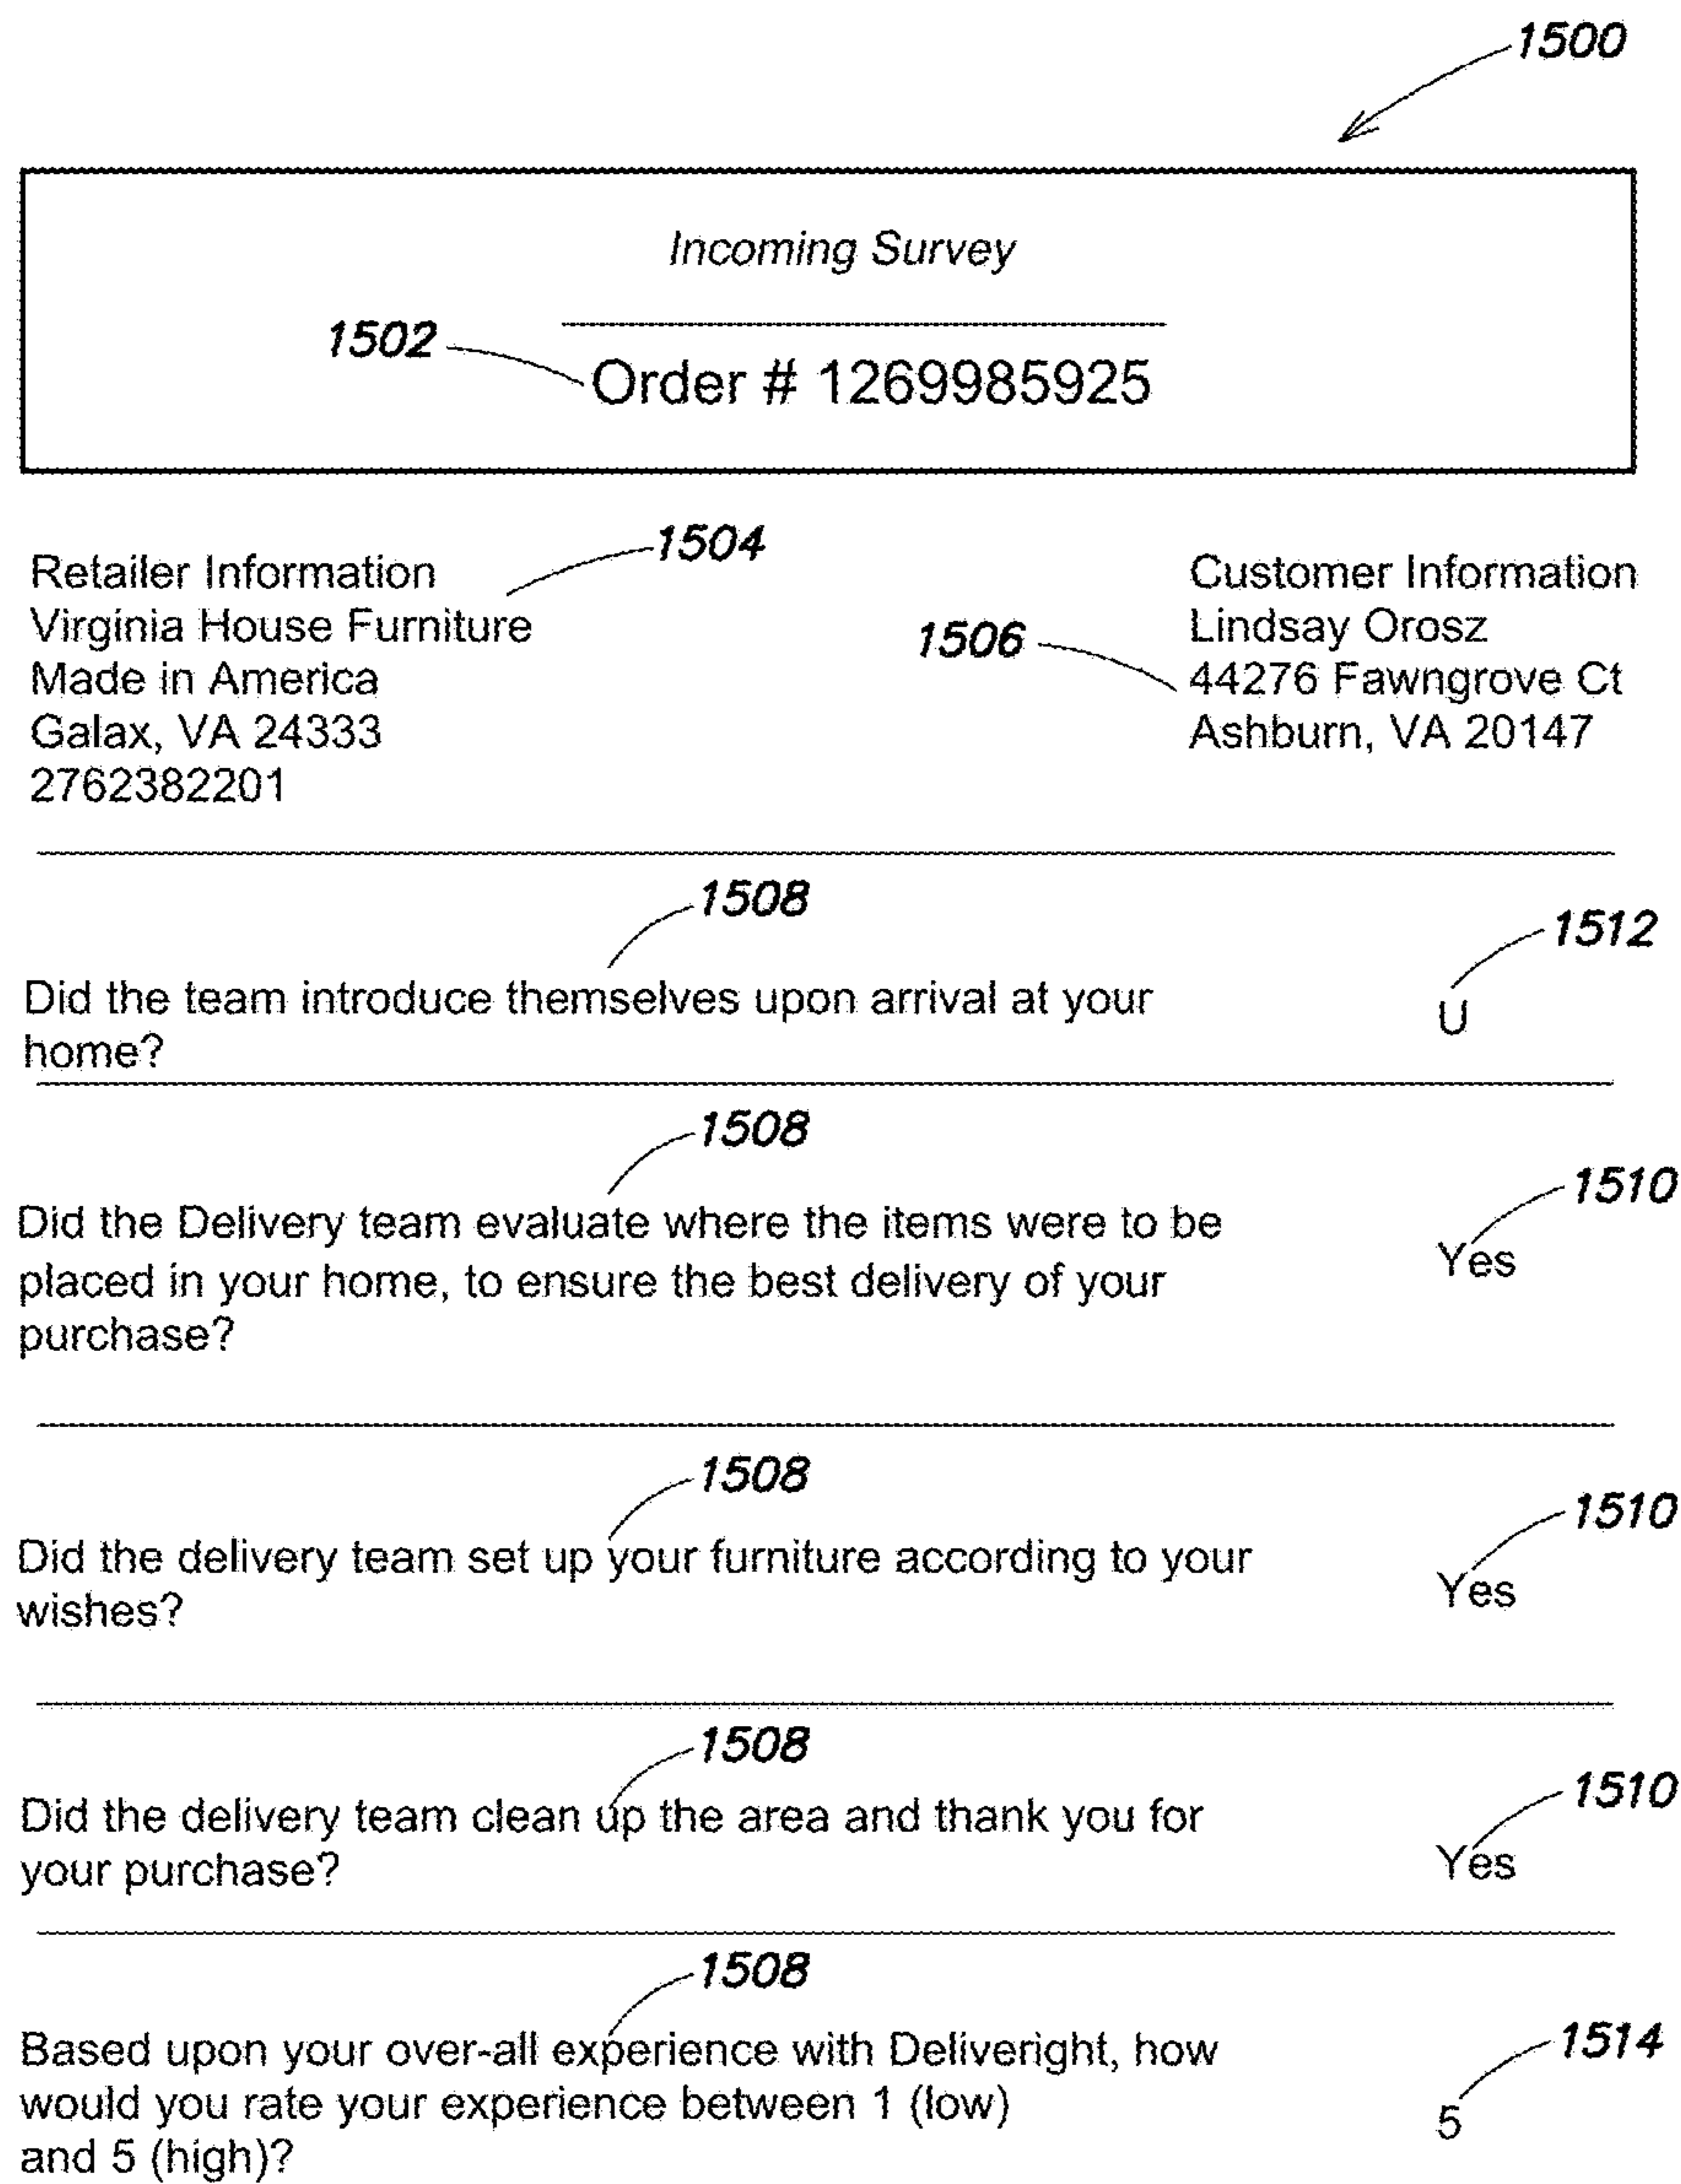 1500
Incoming Survey
1502
Order # 1269985925
1504
Retailer Information
Virginia House Furniture
Made in America
Galax, VA 24333
2762382201
1506
Customer Information
Lindsay Orosz
44276 Fawngrove Ct
Ashburn, VA 20147
1508
1512
Did the team introduce themselves upon arrival at your
home?
U
1508
1510
Did the Delivery team evaluate where the items were to be
placed in your home, to ensure the best delivery of your
purchase?
Yes
1508
1510
Did the delivery team set up your furniture according to your
wishes?
Yes
1508
1510
Did the delivery team clean up the area and thank you for
your purchase?
Yes
1508
1514
Based upon your over-all experience with Deliveright, how
would you rate your experience between 1 (low)
and 5 (high)?
5